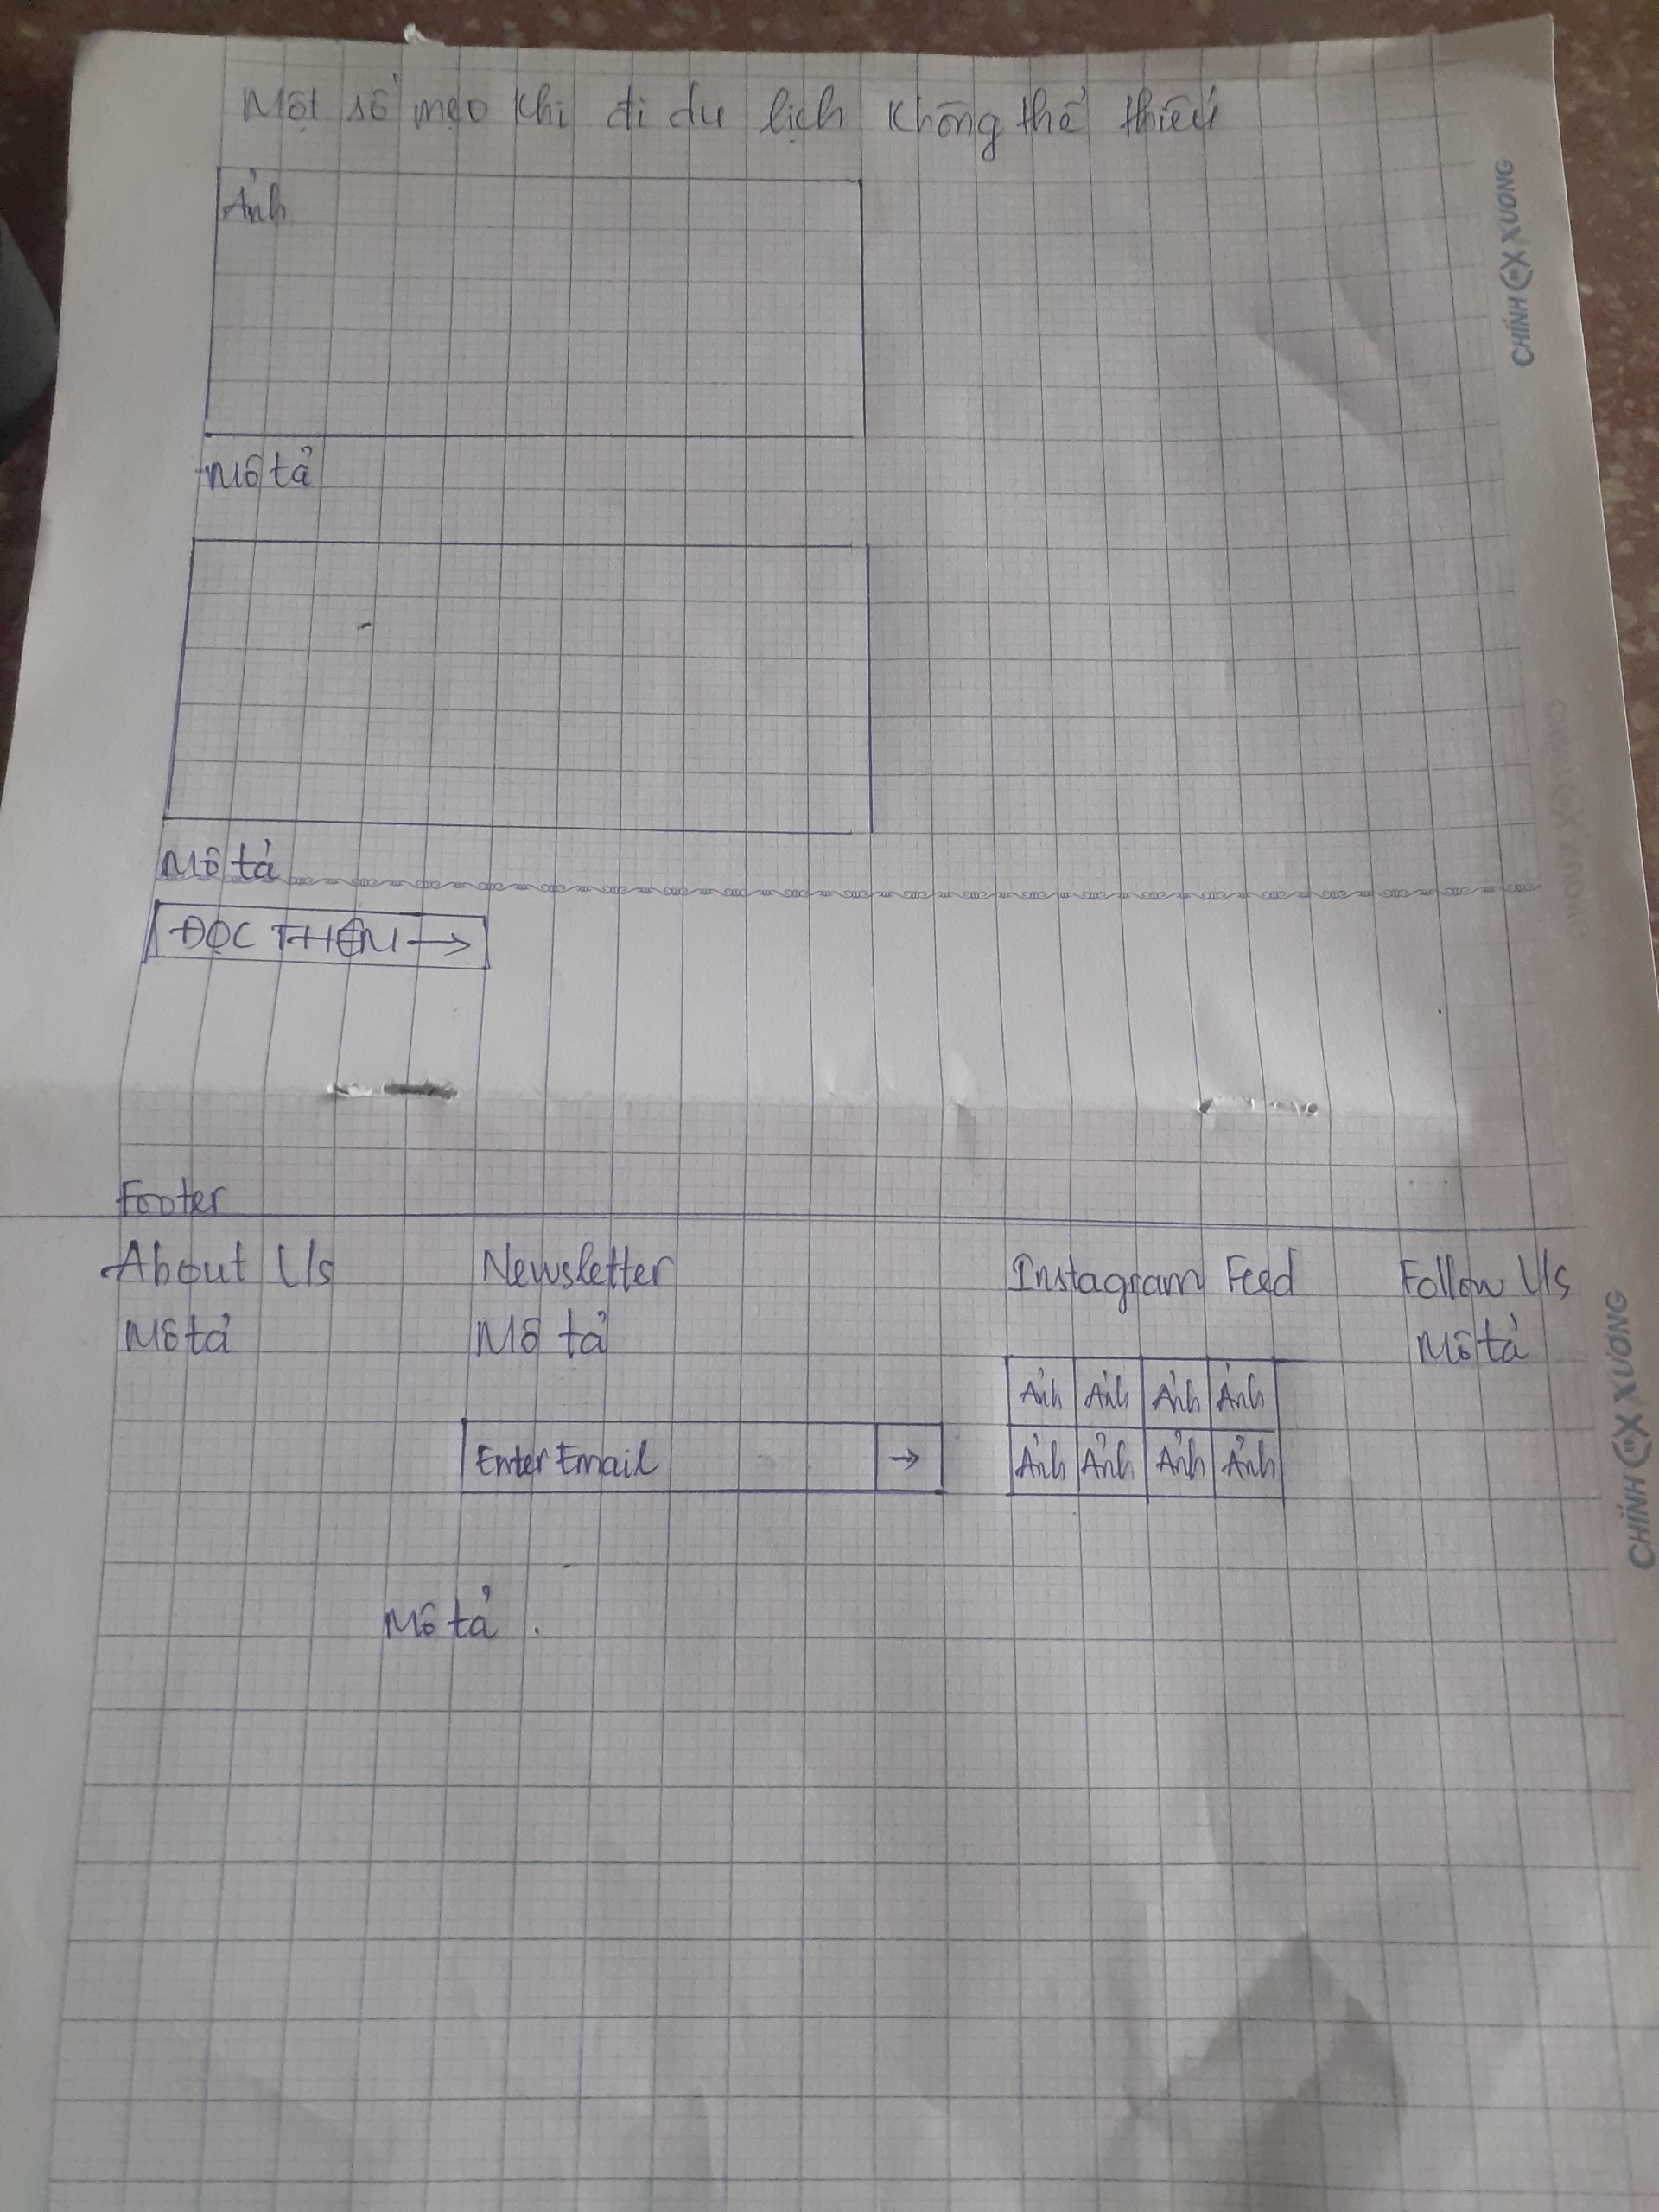 Một số mẹo khi đi du lịch không thể thiếu
Ảnh
Mô tả
Mô tả
ĐỌC THÊM →
Footer
About Us Newsletter Instagram Feed Follow Us
Mô tả Mô tả Mô tả
Ảnh Ảnh Ảnh Ảnh
Enter Email → Ảnh Ảnh Ảnh Ảnh
Mô tả .
CHÍNH XƯƠNG
CHÍNH XƯƠNG